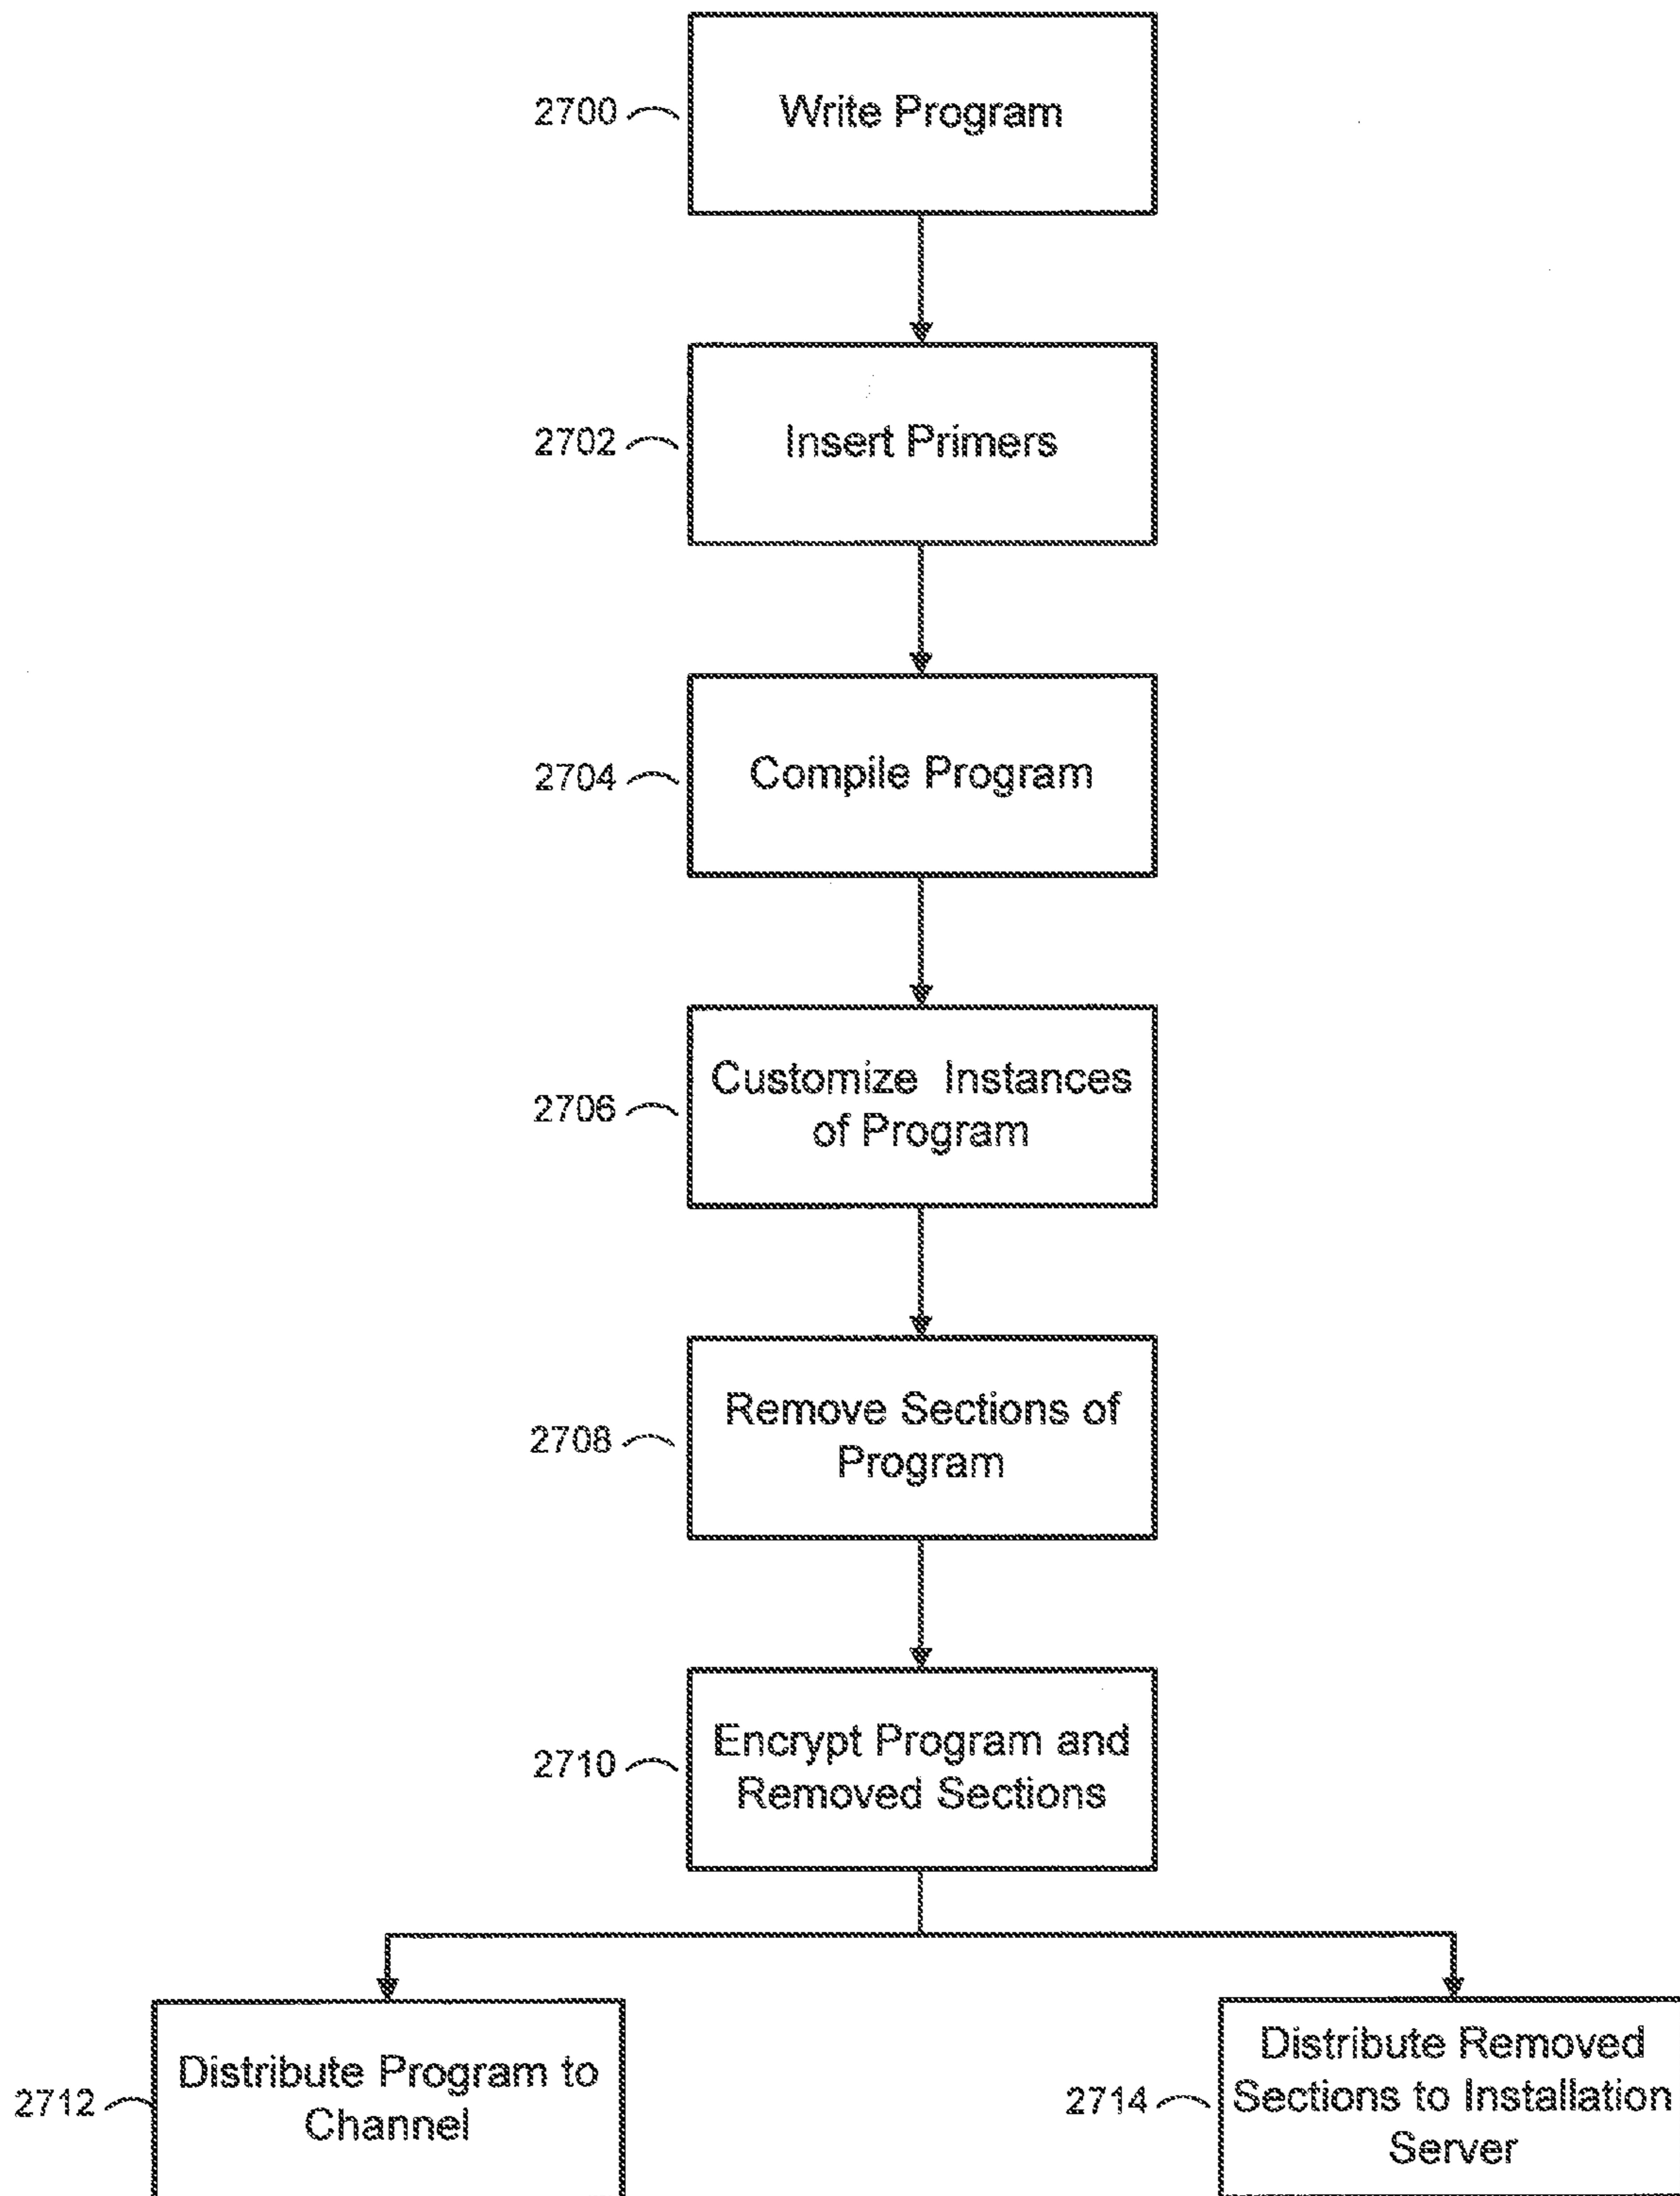 2700
Write Program
2702
Insert Primers
2704
Compile Program
2706
Customize Instances
of Program
2708
Remove Sections of
Program
2710
Encrypt Program and
Removed Sections
2712
Distribute Program to
Channel
2714
Distribute Removed
Sections to Installation
Server